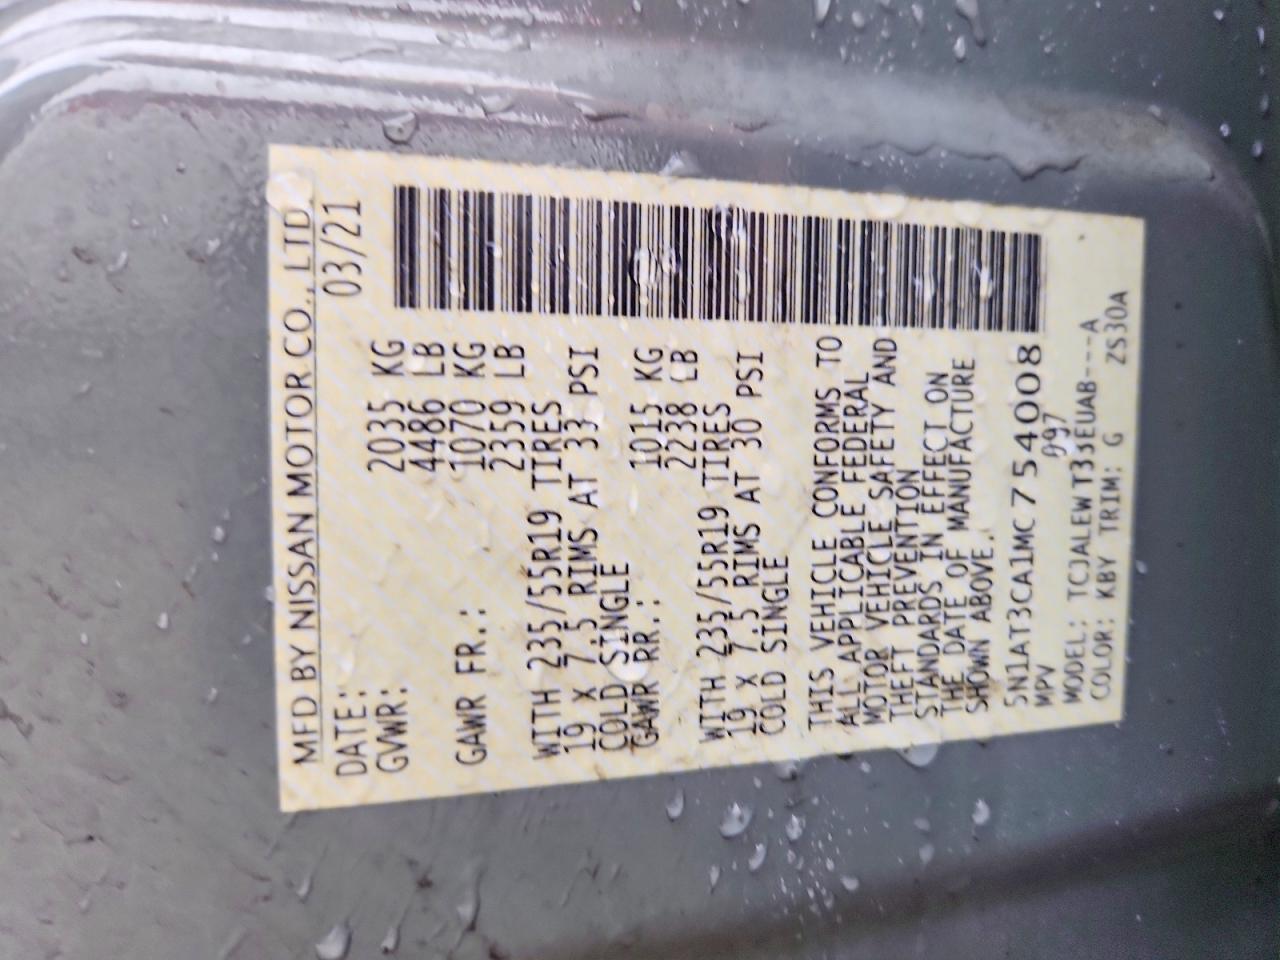 MFD BY NISSAN MOTOR CO., LTD.
DATE: 03/21
GVWR: 2035 KG
4486 LB
GAWR FR.: 1070 KG
2359 LB
WITH 235/55R19 TIRES
19 X 7.5 RIMS AT 33 PSI
COLD SINGLE
GAWR RR.: 1015 KG
2238 LB
WITH 235/55R19 TIRES
19 X 7.5 RIMS AT 30 PSI
COLD SINGLE
THIS VEHICLE CONFORMS TO
ALL APPLICABLE FEDERAL
MOTOR VEHICLE SAFETY AND
THEFT PREVENTION
STANDARDS IN EFFECT ON
THE DATE OF MANUFACTURE
SHOWN ABOVE.
5N1AT3CA1MC754008
MPV 097
MODEL: TCJALEWT33EUAB---A
COLOR: KBY TRIM: G ZS30A